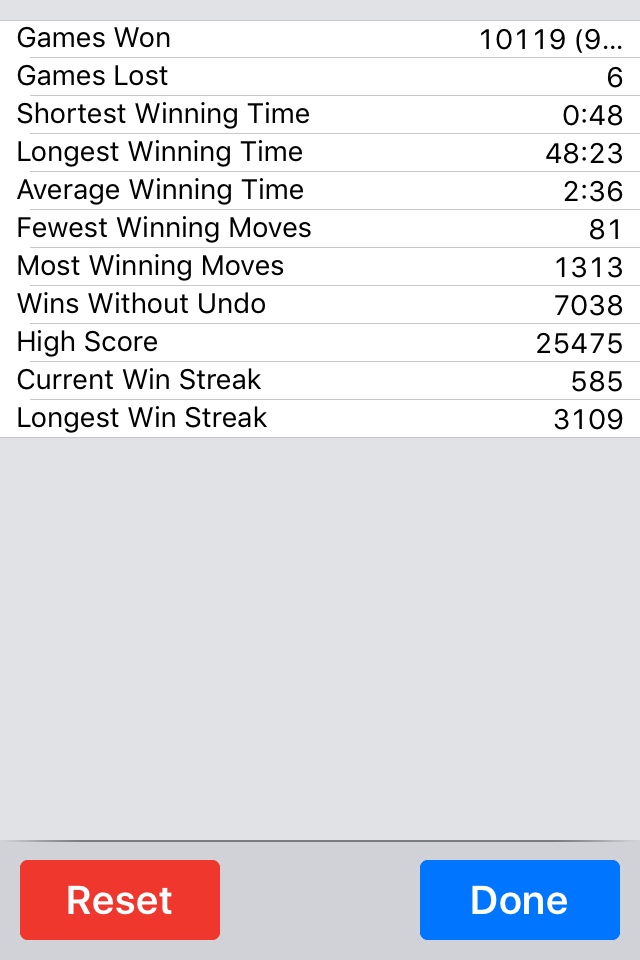 Games Won 10119 (9...
Games Lost 6
Shortest Winning Time 0:48
Longest Winning Time 48:23
Average Winning Time 2:36
Fewest Winning Moves 81
Most Winning Moves 1313
Wins Without Undo 7038
High Score 25475
Current Win Streak 585
Longest Win Streak 3109
Reset Done